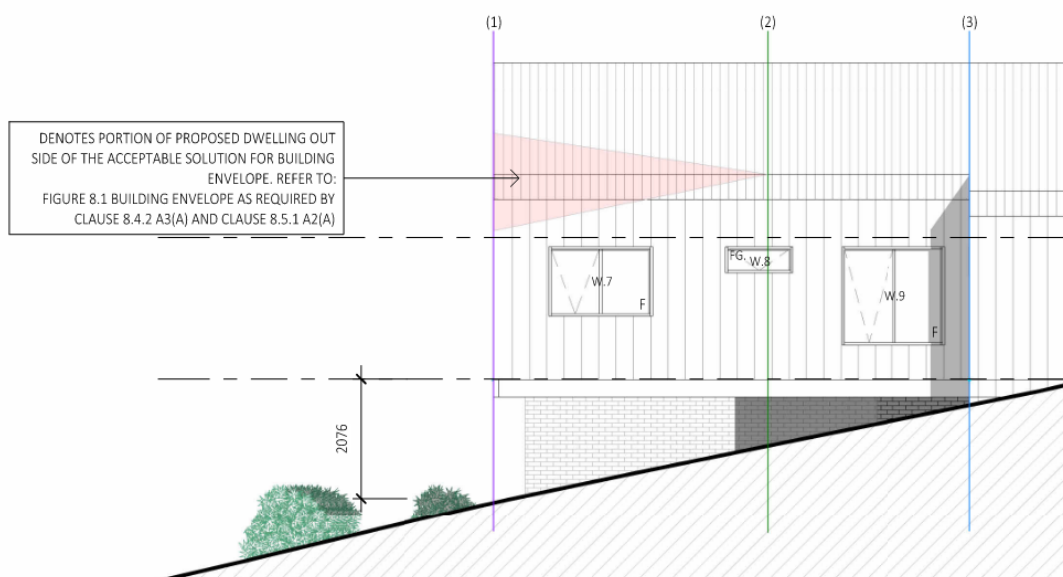 (1)
(2)
(3)
DENOTES PORTION OF PROPOSED DWELLING OUT
SIDE OF THE ACCEPTABLE SOLUTION FOR BUILDING
ENVELOPE. REFER TO:
FIGURE 8.1 BUILDING ENVELOPE AS REQUIRED BY
CLAUSE 8.4.2 A3(A) AND CLAUSE 8.5.1 A2(A)
FG.
W.8
W.7
W.9
F
F
2076